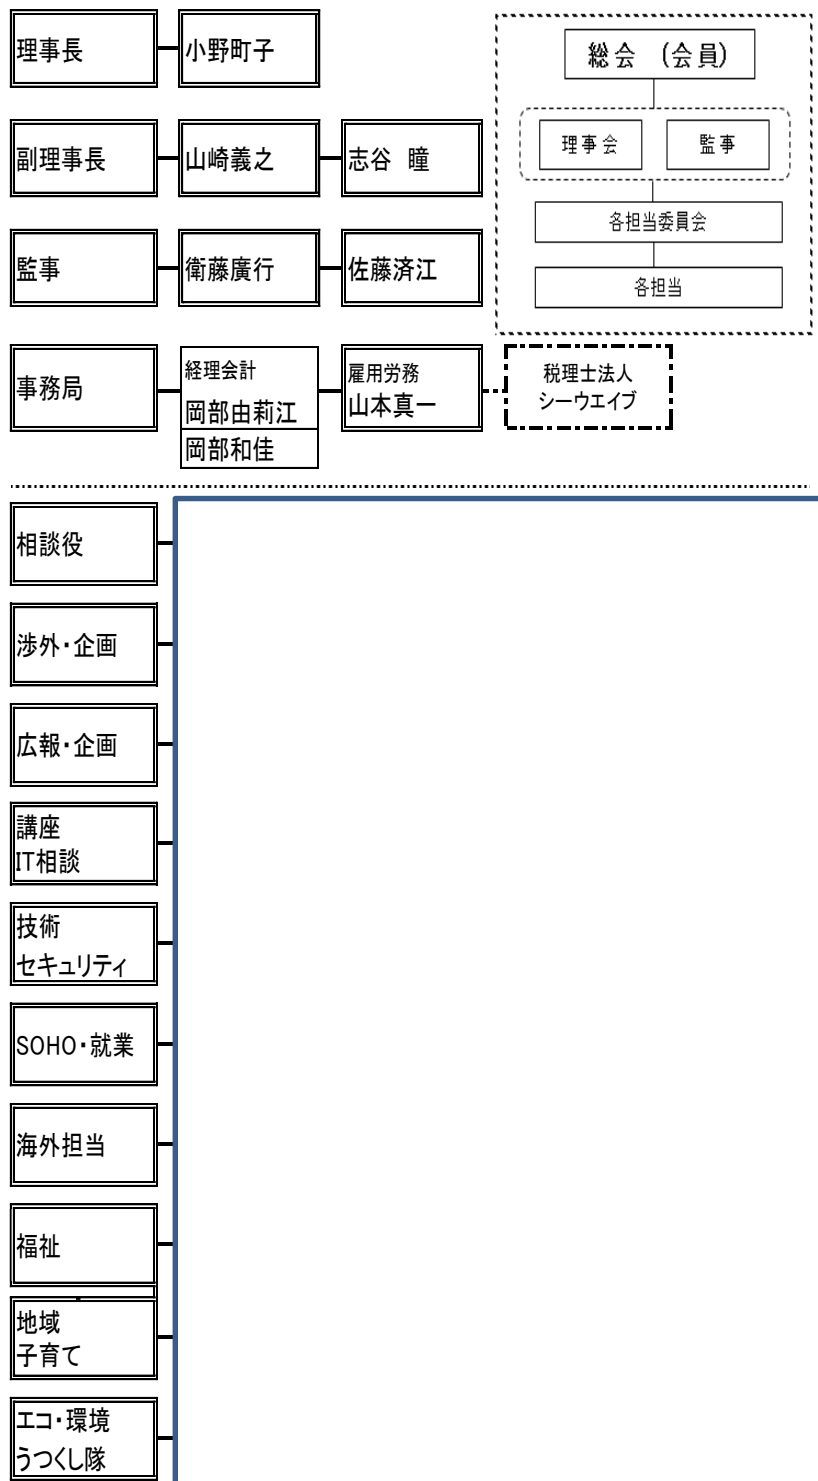 理事長
小野町子
副理事長
山崎義之
志谷　瞳
監事
衛藤廣行
佐藤済江
総会 (会員)
理事会
監事
各担当委員会
各担当
事務局
経理会計
岡部由莉江
岡部和佳
雇用労務
山本真一
税理士法人
シーウエイブ
相談役
渉外・企画
広報・企画
講座
IT相談
技術
セキュリティ
SOHO・就業
海外担当
福祉
地域
子育て
エコ・環境
うつくし隊